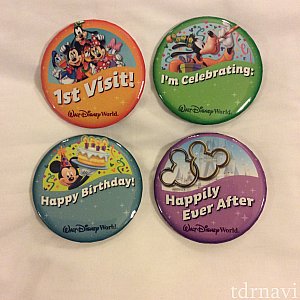 1st Visit!
WALT DISNEY World.
I'm Celebrating:
WALT DISNEY World.
Happy Birthday!
WALT DISNEY World.
Happily
Ever After
WALT DISNEY World.
tdrnavi